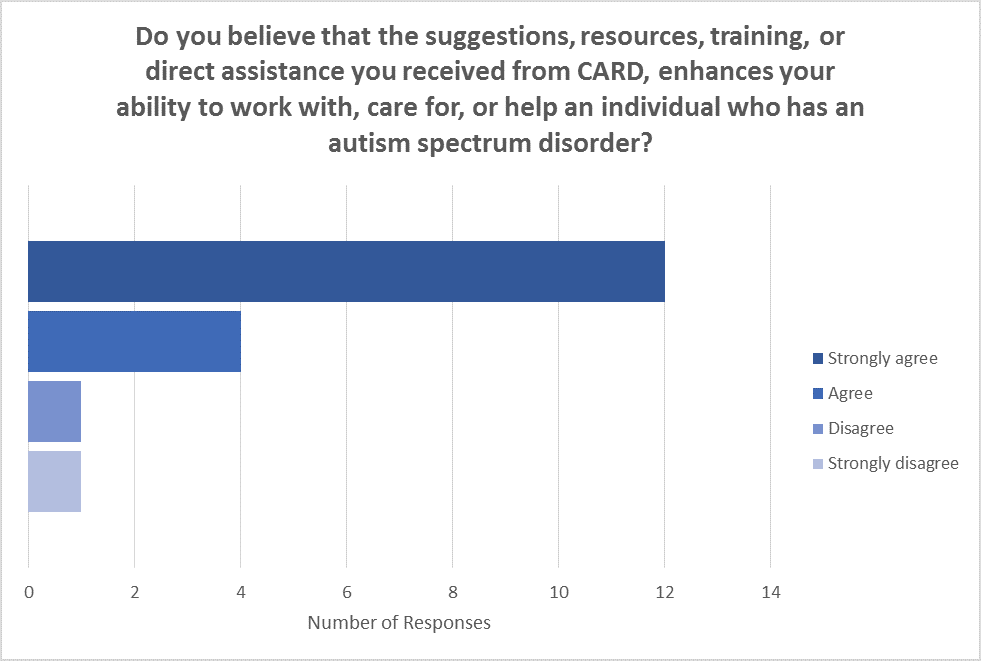 Do you believe that the suggestions, resources, training, or
direct assistance you received from CARD, enhances your
ability to work with, care for, or help an individual who has an
autism spectrum disorder?
Strongly agree
Agree
Disagree
Strongly disagree
0 2 4 6 8 10 12 14
Number of Responses